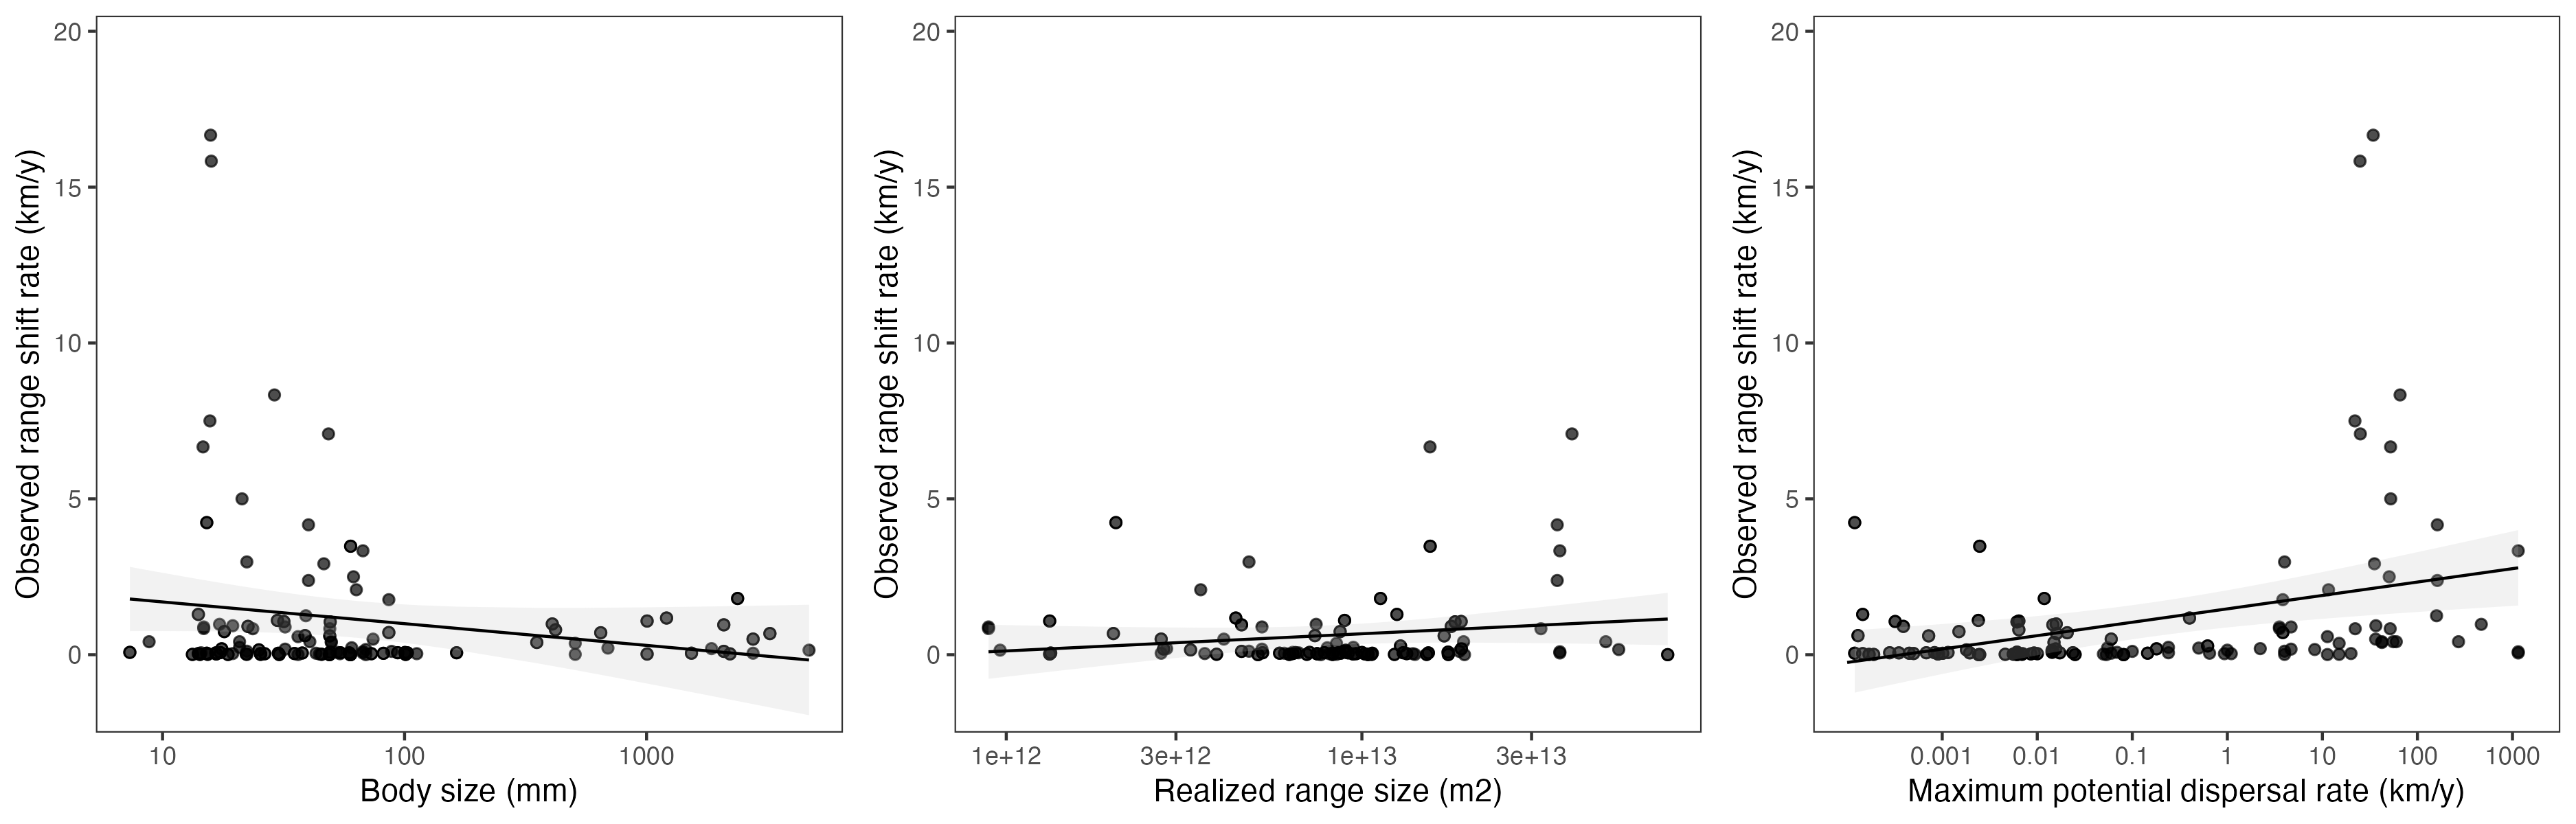 Observed range shift rate (km/y)
20
15
10
5
0
10 100 1000
Body size (mm)
Observed range shift rate (km/y)
20
15
10
5
0
1e+12 3e+12 1e+13 3e+13
Realized range size (m2)
Observed range shift rate (km/y)
20
15
10
5
0
0.001 0.01 0.1 1 10 100 1000
Maximum potential dispersal rate (km/y)